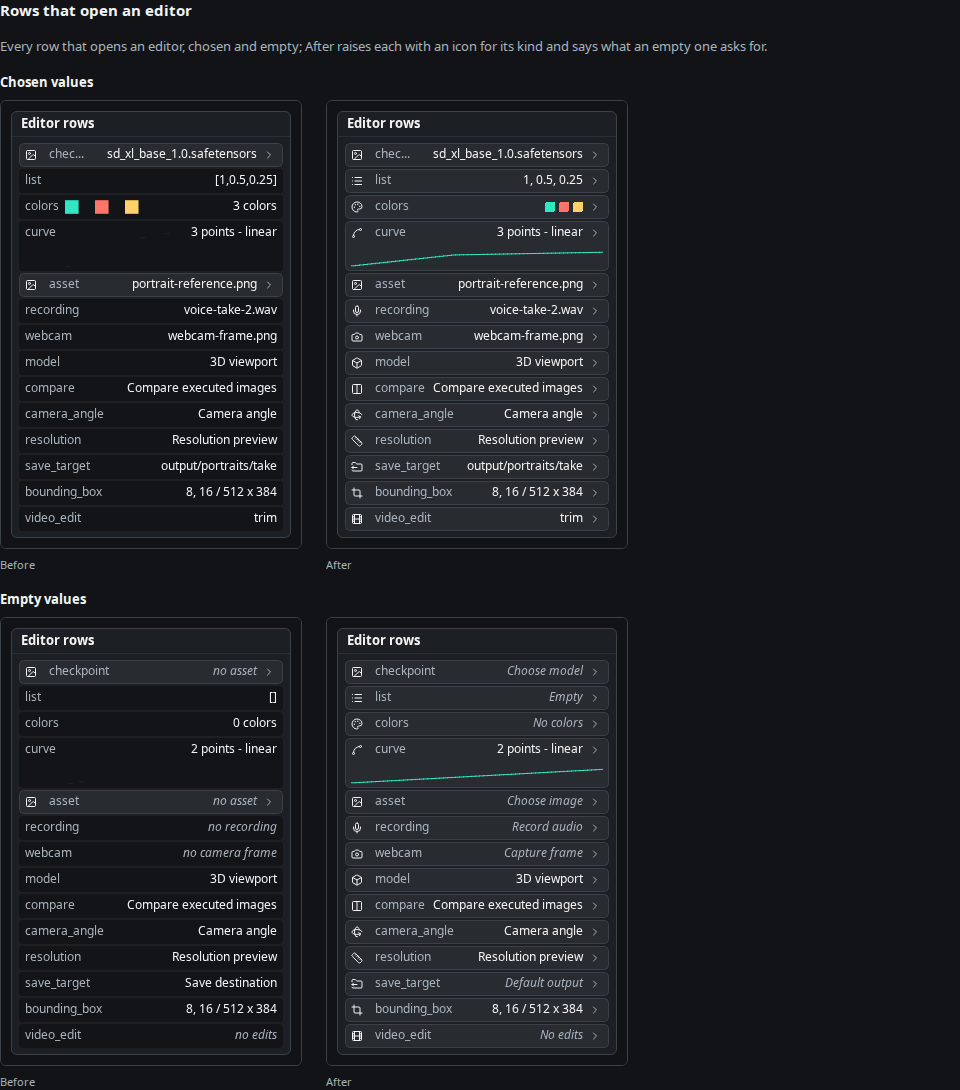 Rows that open an editor
Every row that opens an editor, chosen and empty; After raises each with an icon for its kind and says what an empty one asks for.
Chosen values
Editor rows
chec... sd_xl_base_1.0.safetensors
list [1,0.5,0.25]
colors 3 colors
curve 3 points - linear
asset portrait-reference.png
recording voice-take-2.wav
webcam webcam-frame.png
model 3D viewport
compare Compare executed images
camera_angle Camera angle
resolution Resolution preview
save_target output/portraits/take
bounding_box 8, 16 / 512 x 384
video_edit trim
Before
Editor rows
chec... sd_xl_base_1.0.safetensors
list 1, 0.5, 0.25
colors
curve 3 points - linear
asset portrait-reference.png
recording voice-take-2.wav
webcam webcam-frame.png
model 3D viewport
compare Compare executed images
camera_angle Camera angle
resolution Resolution preview
save_target output/portraits/take
bounding_box 8, 16 / 512 x 384
video_edit trim
After
Empty values
Editor rows
checkpoint no asset
list []
colors 0 colors
curve 2 points - linear
asset no asset
recording no recording
webcam no camera frame
model 3D viewport
compare Compare executed images
camera_angle Camera angle
resolution Resolution preview
save_target Save destination
bounding_box 8, 16 / 512 x 384
video_edit no edits
Before
Editor rows
checkpoint Choose model
list Empty
colors No colors
curve 2 points - linear
asset Choose image
recording Record audio
webcam Capture frame
model 3D viewport
compare Compare executed images
camera_angle Camera angle
resolution Resolution preview
save_target Default output
bounding_box 8, 16 / 512 x 384
video_edit No edits
After